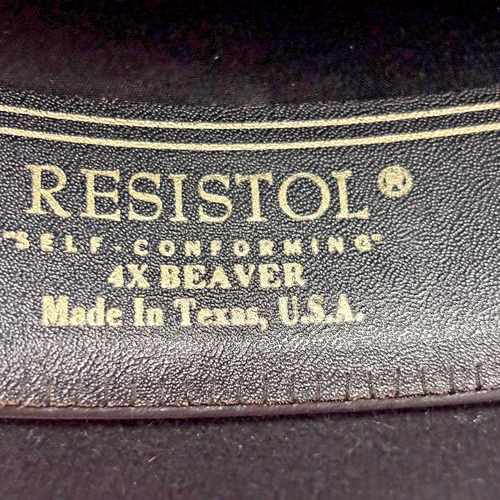 RESISTOL®
"SELF-CONFORMING"
4X BEAVER
Made In Texas, U.S.A.